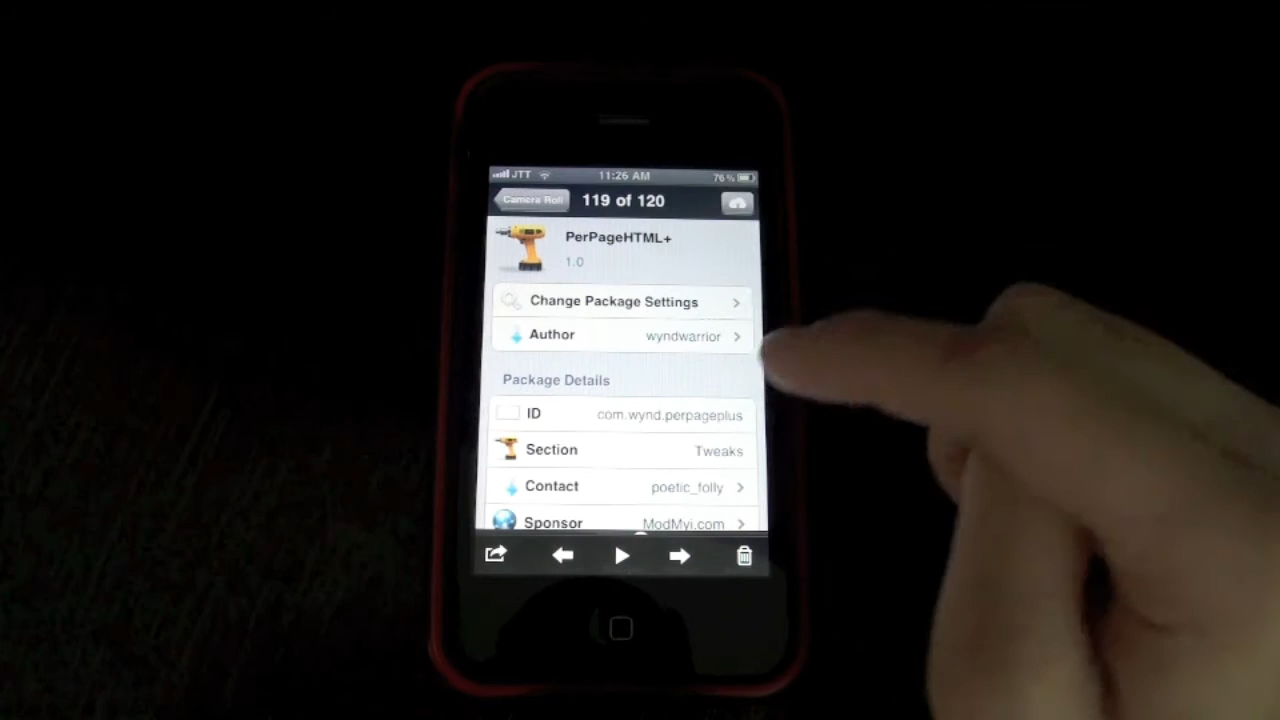 JTT 11:26 AM 76%
Camera Roll 119 of 120
PerPageHTML+
1.0
Change Package Settings
Author wyndwarrior
Package Details
ID com.wynd.perpageplus
Section Tweaks
Contact poetic_folly
Sponsor ModMyi.com